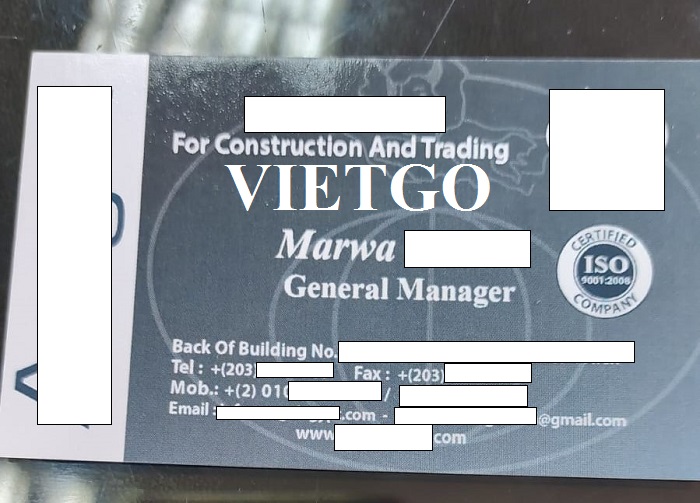 For Construction And Trading
VIETGO
Marwa
General Manager
CERTIFIED
ISO
9001:2008
COMPANY
Back Of Building No.
Tel : +(203) Fax : +(203)
Mob.: +(2) 010 /
Email : .com - @gmail.com
www. com